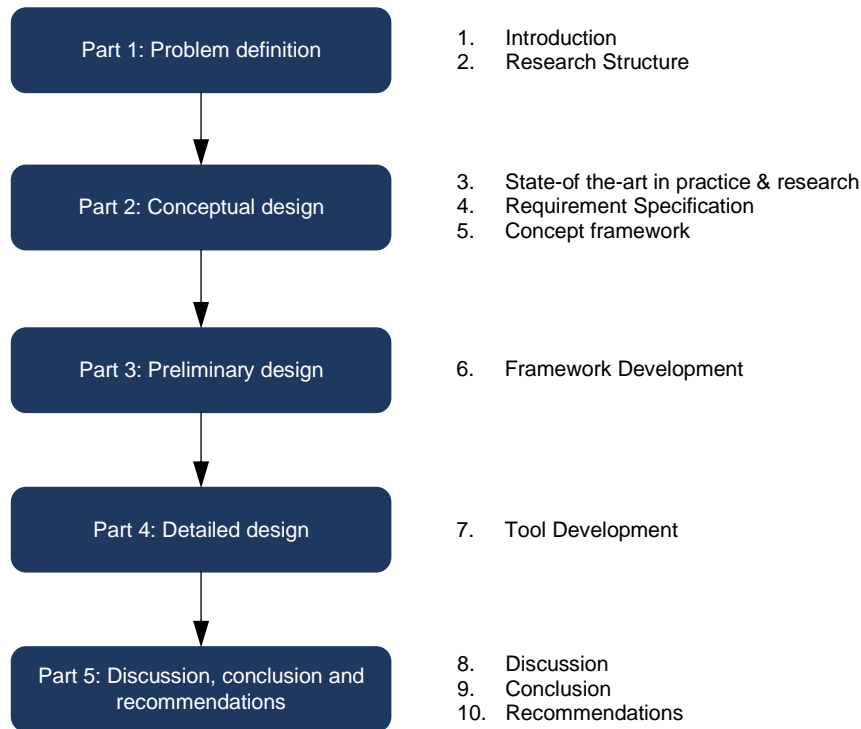 Part 1: Problem definition
1. Introduction
2. Research Structure
Part 2: Conceptual design
3. State-of the-art in practice & research
4. Requirement Specification
5. Concept framework
Part 3: Preliminary design
6. Framework Development
Part 4: Detailed design
7. Tool Development
Part 5: Discussion, conclusion and
recommendations
8. Discussion
9. Conclusion
10. Recommendations